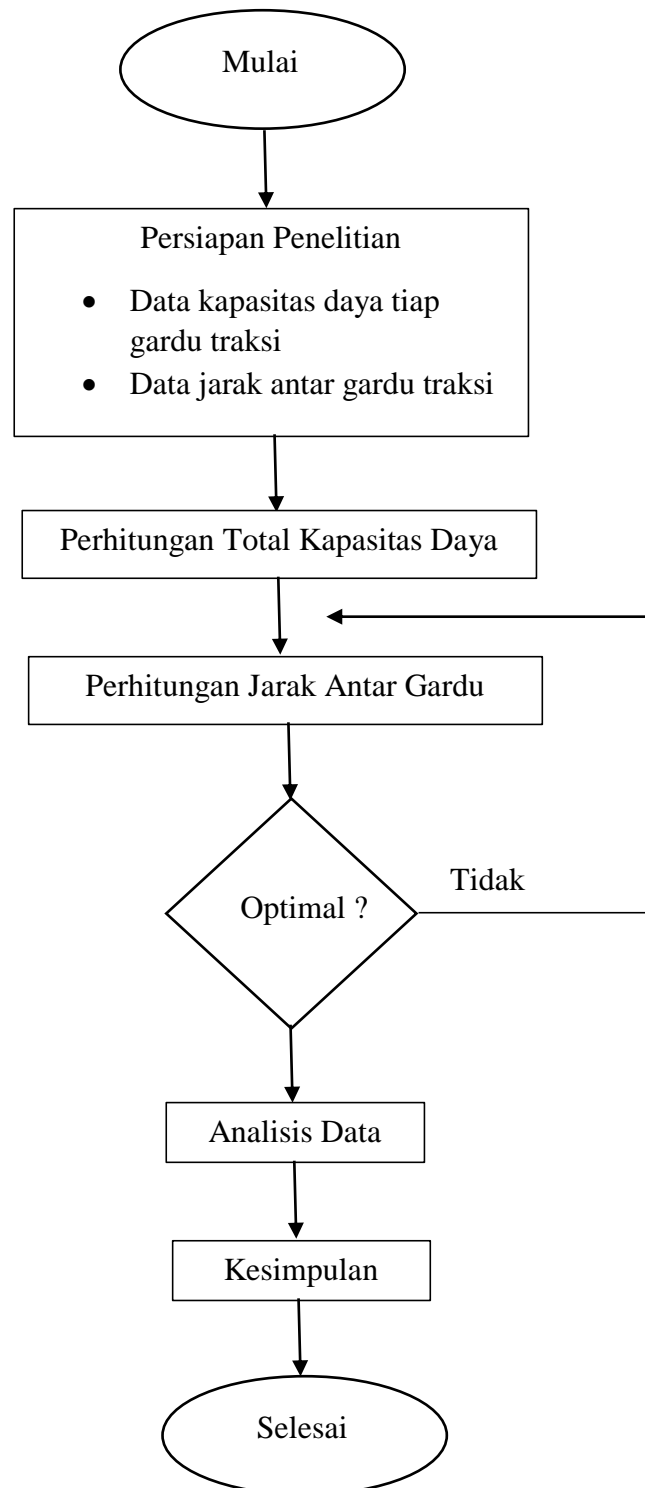 Mulai
Persiapan Penelitian
• Data kapasitas daya tiap
gardu traksi
• Data jarak antar gardu traksi
Perhitungan Total Kapasitas Daya
Perhitungan Jarak Antar Gardu
Tidak
Optimal ?
Analisis Data
Kesimpulan
Selesai